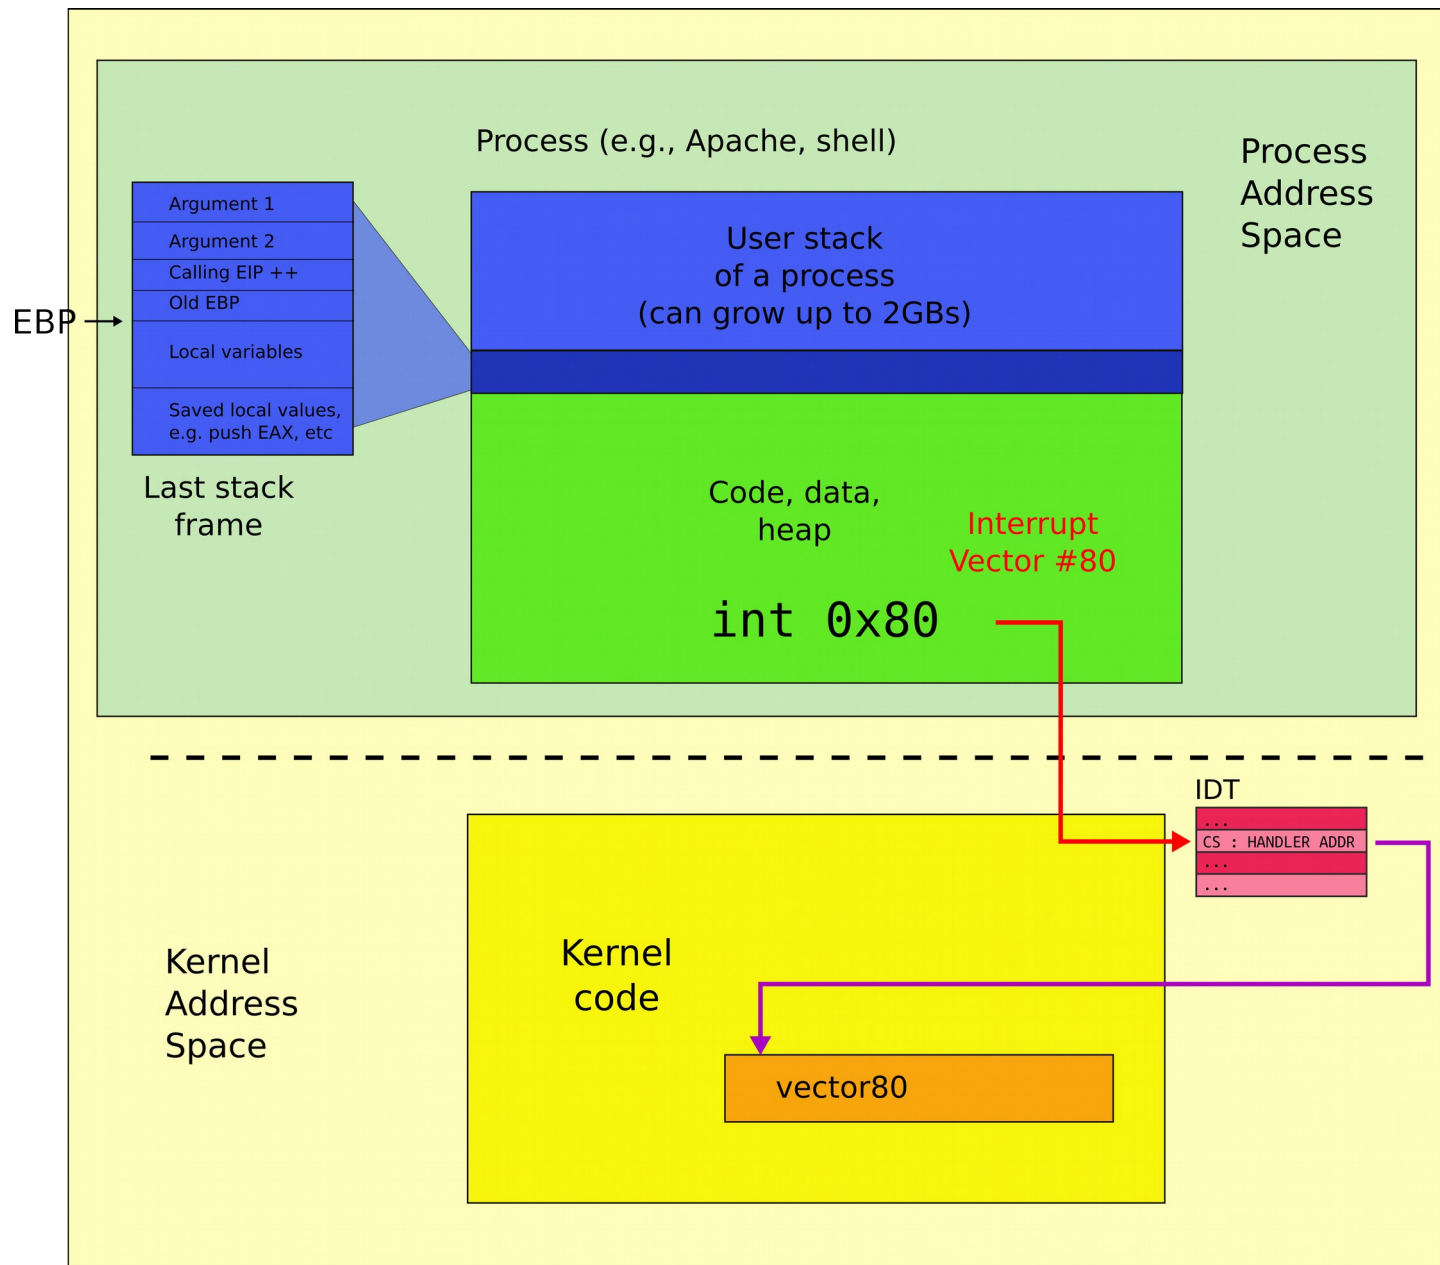 Process (e.g., Apache, shell)
Process
Address
Space
Argument 1
Argument 2
Calling EIP ++
Old EBP
EBP
Local variables
Saved local values,
e.g. push EAX, etc
Last stack
frame
User stack
of a process
(can grow up to 2GBs)
Code, data,
heap
Interrupt
Vector #80
int 0x80
IDT
...
CS : HANDLER ADDR
...
...
Kernel
Address
Space
Kernel
code
vector80